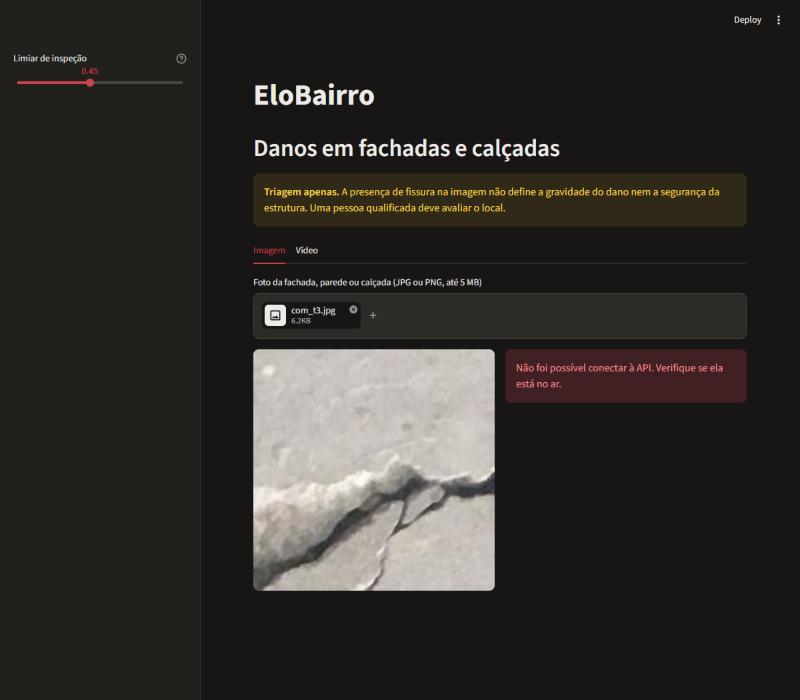 Deploy
Limiar de inspeção
0.45
EloBairro
Danos em fachadas e calçadas
Triagem apenas. A presença de fissura na imagem não define a gravidade do dano nem a segurança da
estrutura. Uma pessoa qualificada deve avaliar o local.
Imagem Vídeo
Foto da fachada, parede ou calçada (JPG ou PNG, até 5 MB)
com_t3.jpg
6.2KB
Não foi possível conectar à API. Verifique se ela
está no ar.